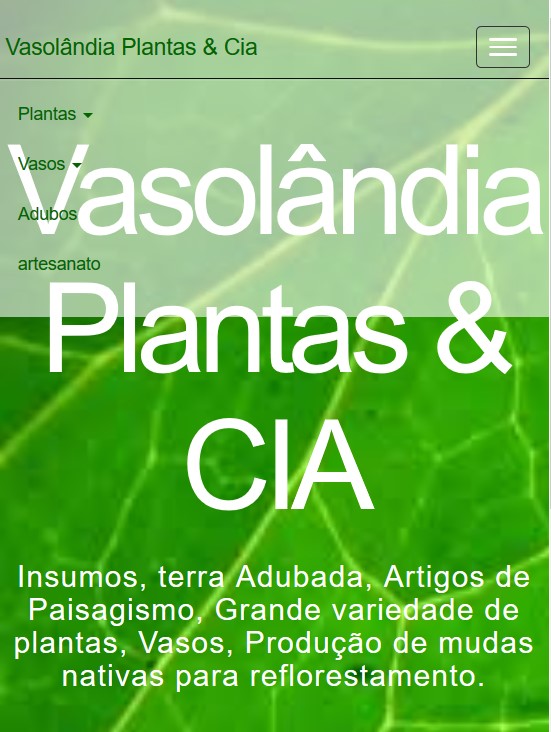 Vasolândia Plantas & Cia
Plantas
Vasos
Adubos
artesanato
Vasolândia
Plantas &
CIA
Insumos, terra Adubada, Artigos de
Paisagismo, Grande variedade de
plantas, Vasos, Produção de mudas
nativas para reflorestamento.